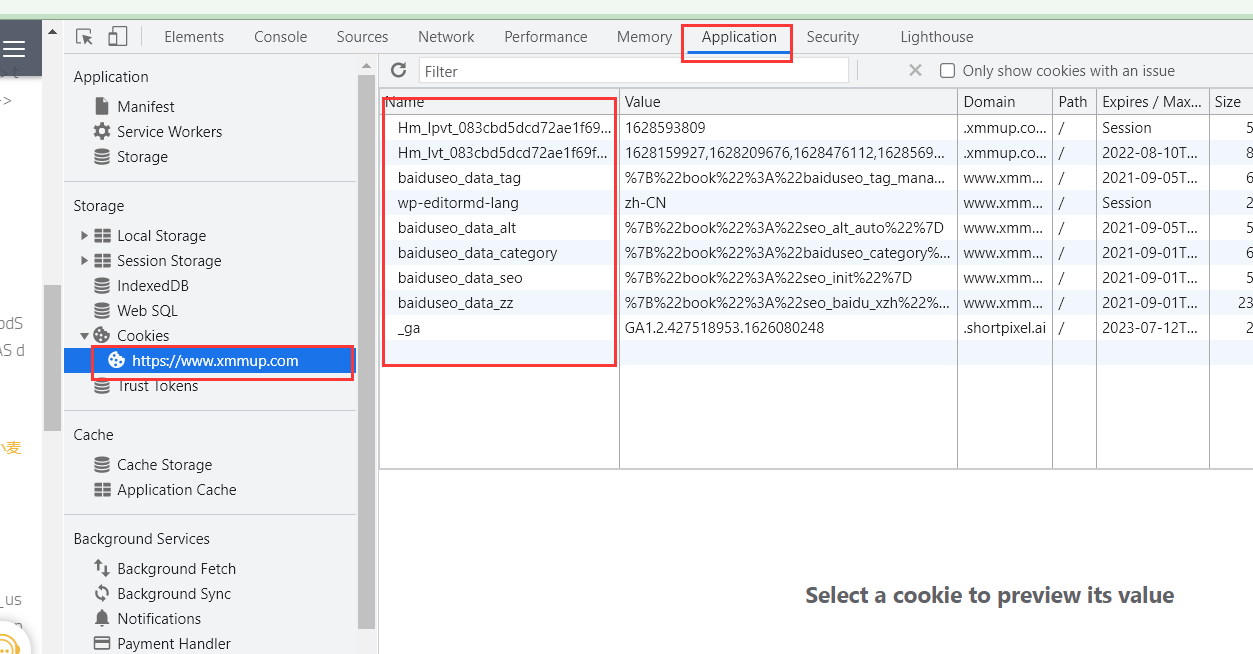 Elements Console Sources Network Performance Memory Application Security Lighthouse
Application
Manifest
Service Workers
Storage
Storage
Local Storage
Session Storage
IndexedDB
Web SQL
Cookies
https://www.xmmup.com
Trust Tokens
Cache
Cache Storage
Application Cache
Background Services
Background Fetch
Background Sync
Notifications
Payment Handler
Filter Only show cookies with an issue
Name Value Domain Path Expires / Max... Size
Hm_lpvt_083cbd5dcd72ae1f69... 1628593809 .xmmup.co... / Session 5
Hm_lvt_083cbd5dcd72ae1f69f... 1628159927,1628209676,1628476112,1628569... .xmmup.co... / 2022-08-10T... 8
baiduseo_data_tag %7B%22book%22%3A%22baiduseo_tag_mana... www.xmm... / 2021-09-05T... 6
wp-editormd-lang zh-CN www.xmm... / Session 2
baiduseo_data_alt %7B%22book%22%3A%22seo_alt_auto%22%7D www.xmm... / 2021-09-05T... 5
baiduseo_data_category %7B%22book%22%3A%22baiduseo_category%... www.xmm... / 2021-09-01T... 6
baiduseo_data_seo %7B%22book%22%3A%22seo_init%22%7D www.xmm... / 2021-09-01T... 5
baiduseo_data_zz %7B%22book%22%3A%22seo_baidu_xzh%22%... www.xmm... / 2021-09-01T... 23
_ga GA1.2.427518953.1626080248 .shortpixel.ai / 2023-07-12T...
Select a cookie to preview its value
odS
AS d
麦
_us